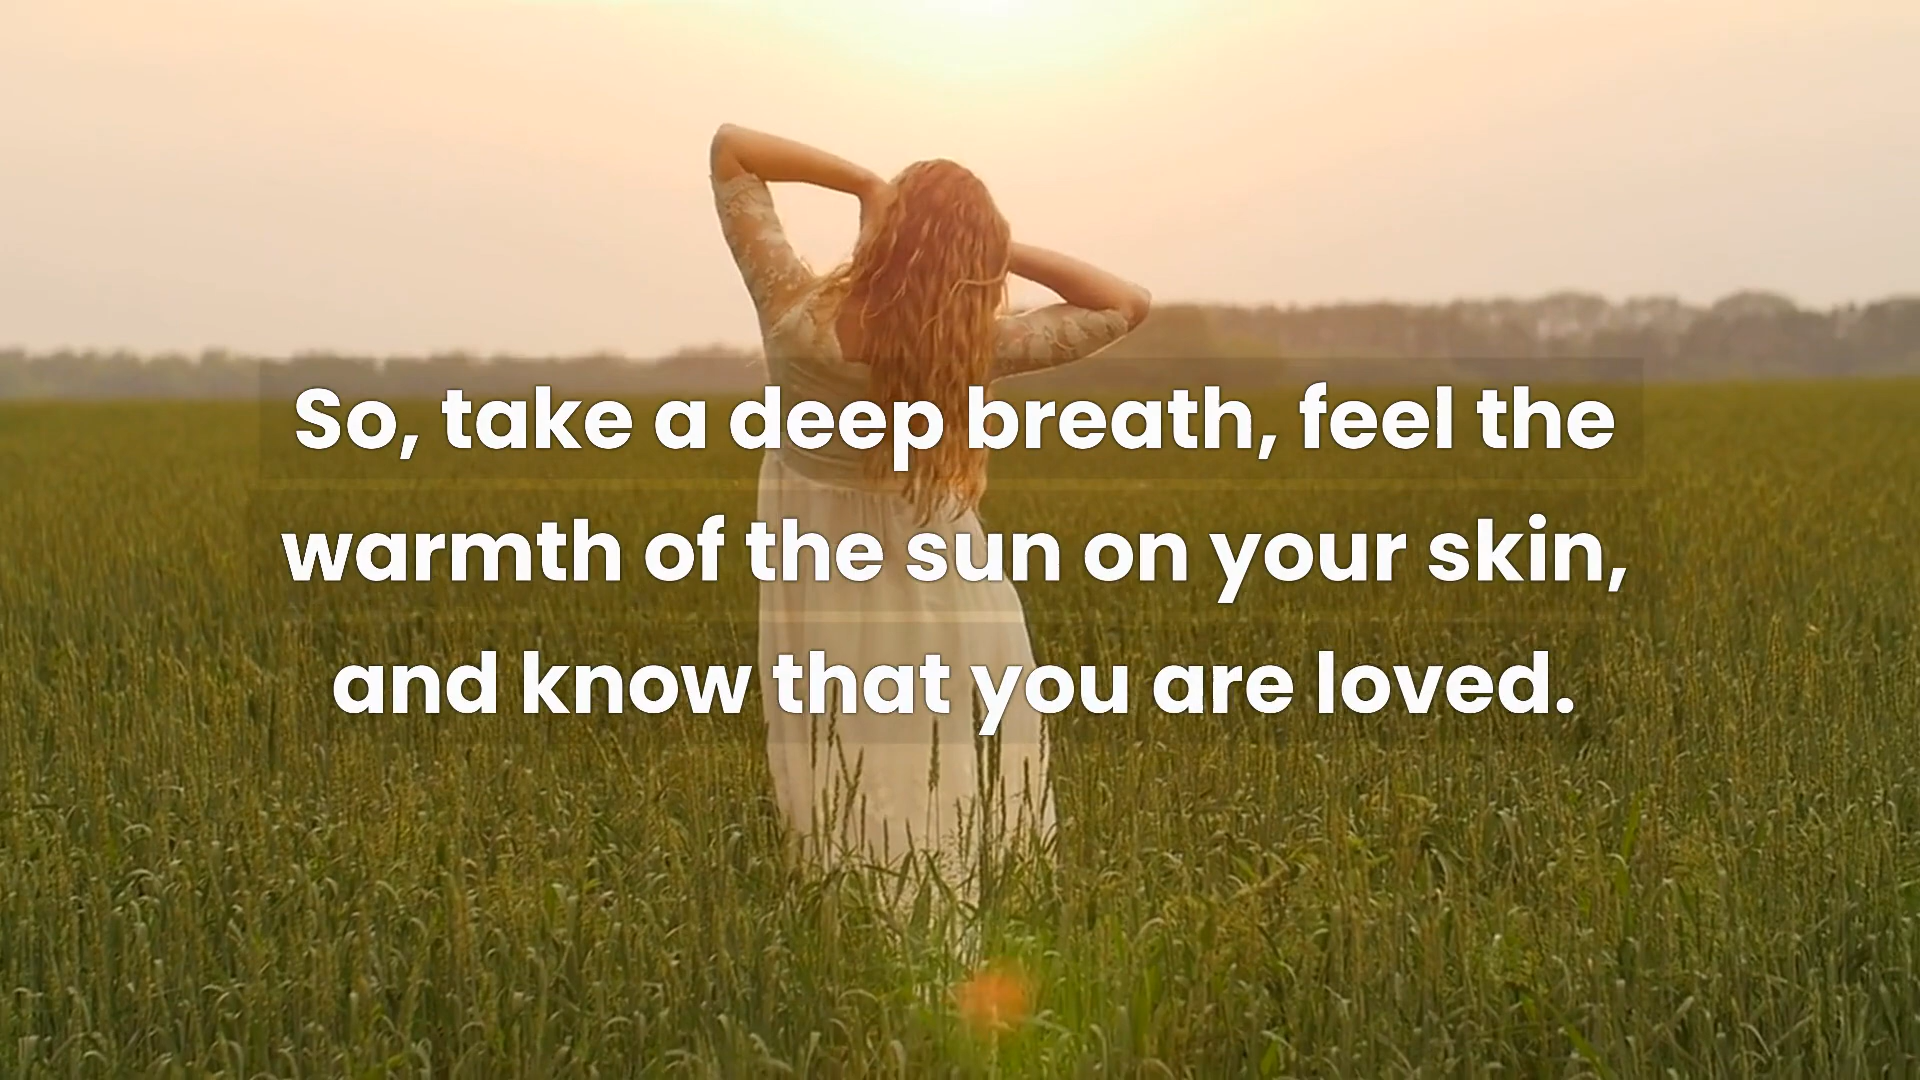 So, take a deep breath, feel the
warmth of the sun on your skin,
and know that you are loved.